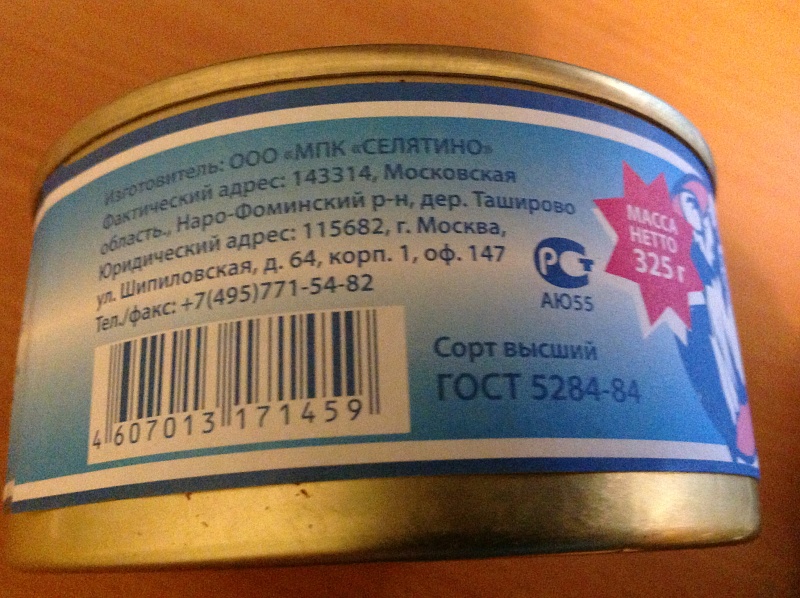 Изготовитель: ООО «МПК «СЕЛЯТИНО»
Фактический адрес: 143314, Московская
область., Наро-Фоминский р-н, дер. Таширово
Юридический адрес: 115682, г. Москва,
ул. Шипиловская, д. 64, корп. 1, оф. 147
Тел./факс: +7(495)771-54-82
4 607013 171459
РСТ
АЮ55
Сорт высший
ГОСТ 5284-84
МАССА
НЕТТО
325 г